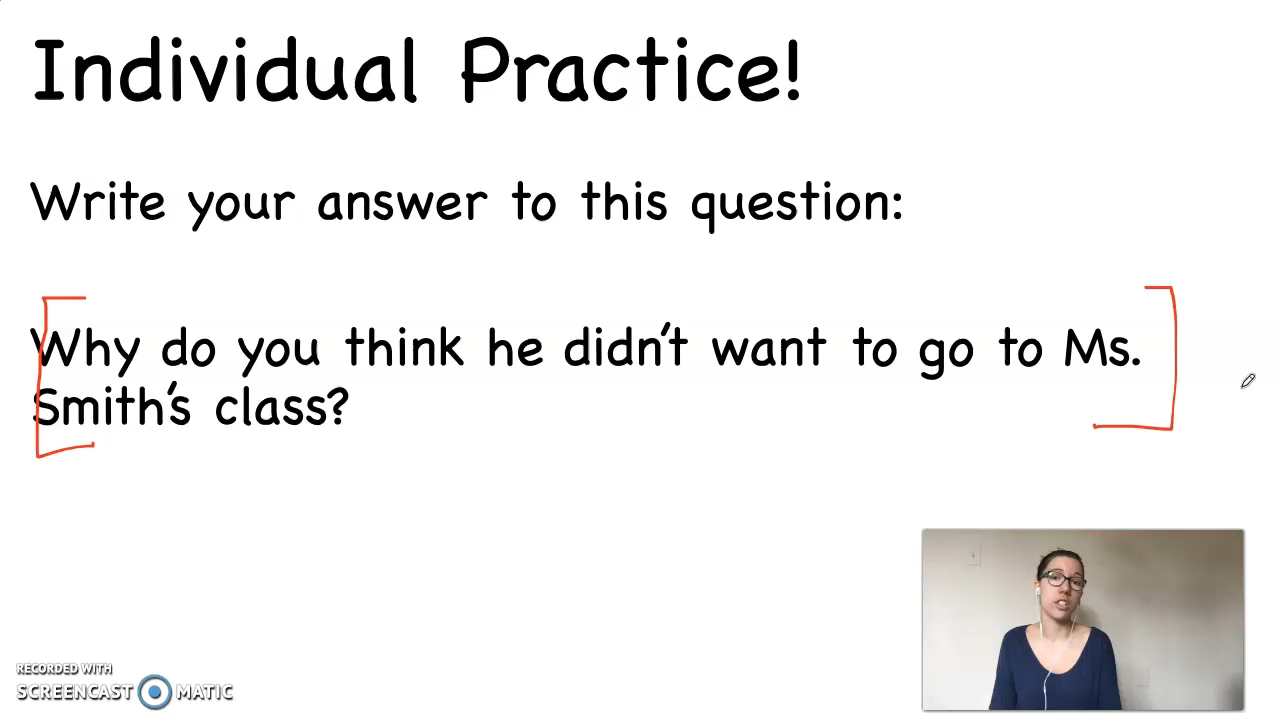 Individual Practice!
Write your answer to this question:
Why do you think he didn't want to go to Ms.
Smith's class?
RECORDED WITH
SCREENCAST MATIC